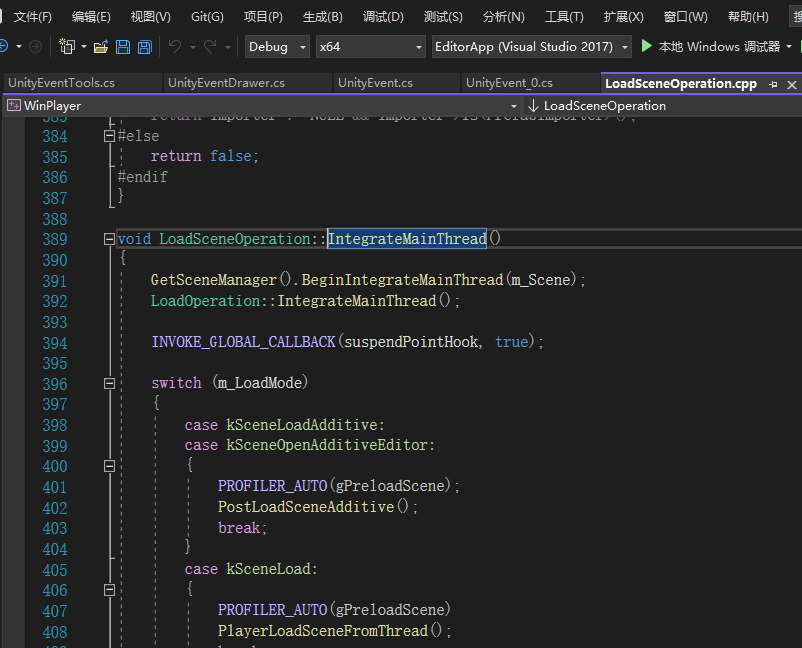 文件(F) 编辑(E) 视图(V) Git(G) 项目(P) 生成(B) 调试(D) 测试(S) 分析(N) 工具(T) 扩展(X) 窗口(W) 帮助(H)
Debug x64 EditorApp (Visual Studio 2017) 本地 Windows 调试器
UnityEventTools.cs UnityEventDrawer.cs UnityEvent.cs UnityEvent_0.cs LoadSceneOperation.cpp
WinPlayer LoadSceneOperation
384 #else
385 return false;
386 #endif
387 }
388
389 void LoadSceneOperation::IntegrateMainThread()
390 {
391 GetSceneManager().BeginIntegrateMainThread(m_Scene);
392 LoadOperation::IntegrateMainThread();
393
394 INVOKE_GLOBAL_CALLBACK(suspendPointHook, true);
395
396 switch (m_LoadMode)
397 {
398 case kSceneLoadAdditive:
399 case kSceneOpenAdditiveEditor:
400 {
401 PROFILER_AUTO(gPreloadScene);
402 PostLoadSceneAdditive();
403 break;
404 }
405 case kSceneLoad:
406 {
407 PROFILER_AUTO(gPreloadScene)
408 PlayerLoadSceneFromThread();